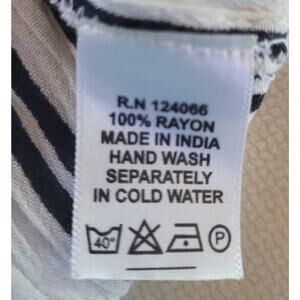 R.N 124066
100% RAYON
MADE IN INDIA
HAND WASH
SEPARATELY
IN COLD WATER
40° P